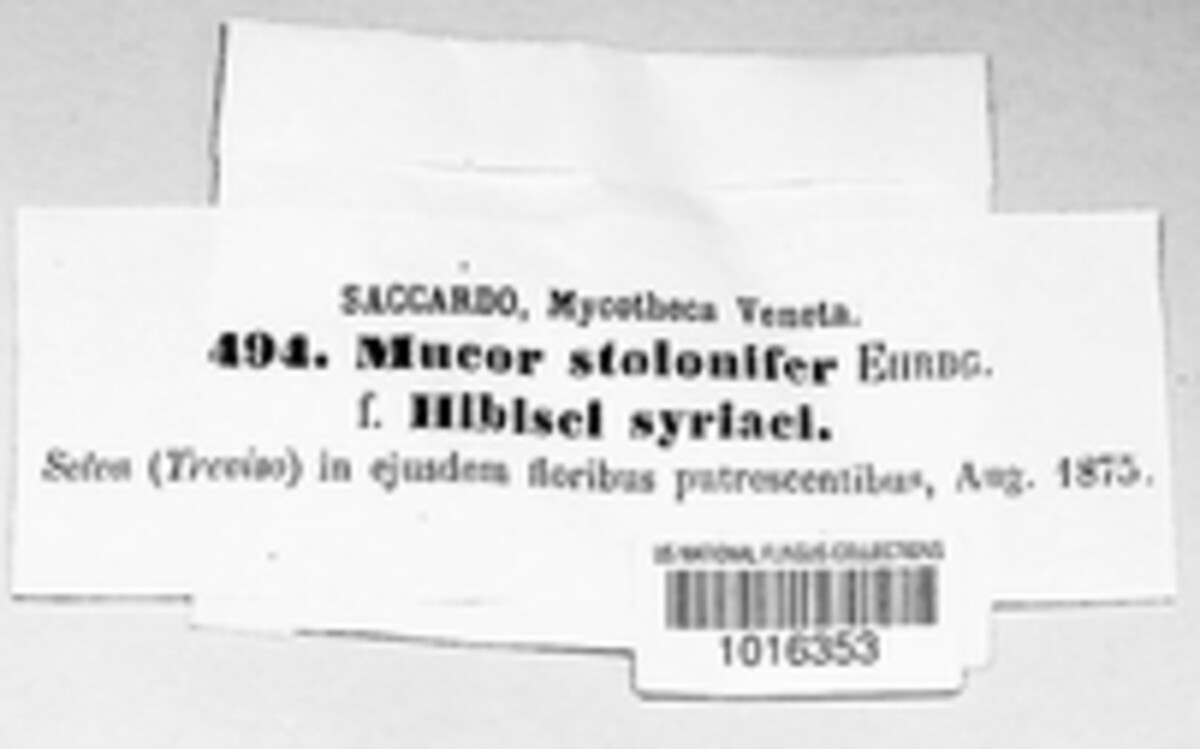 SACCARDO, Mycotheca Veneta.
494. Mucor stolonifer EHRBG.
f. Hibisci syriaci.
Selva (Treviso) in ejusdem floribus putrescentibus, Aug. 1875.
US NATIONAL FUNGUS COLLECTIONS
1016353